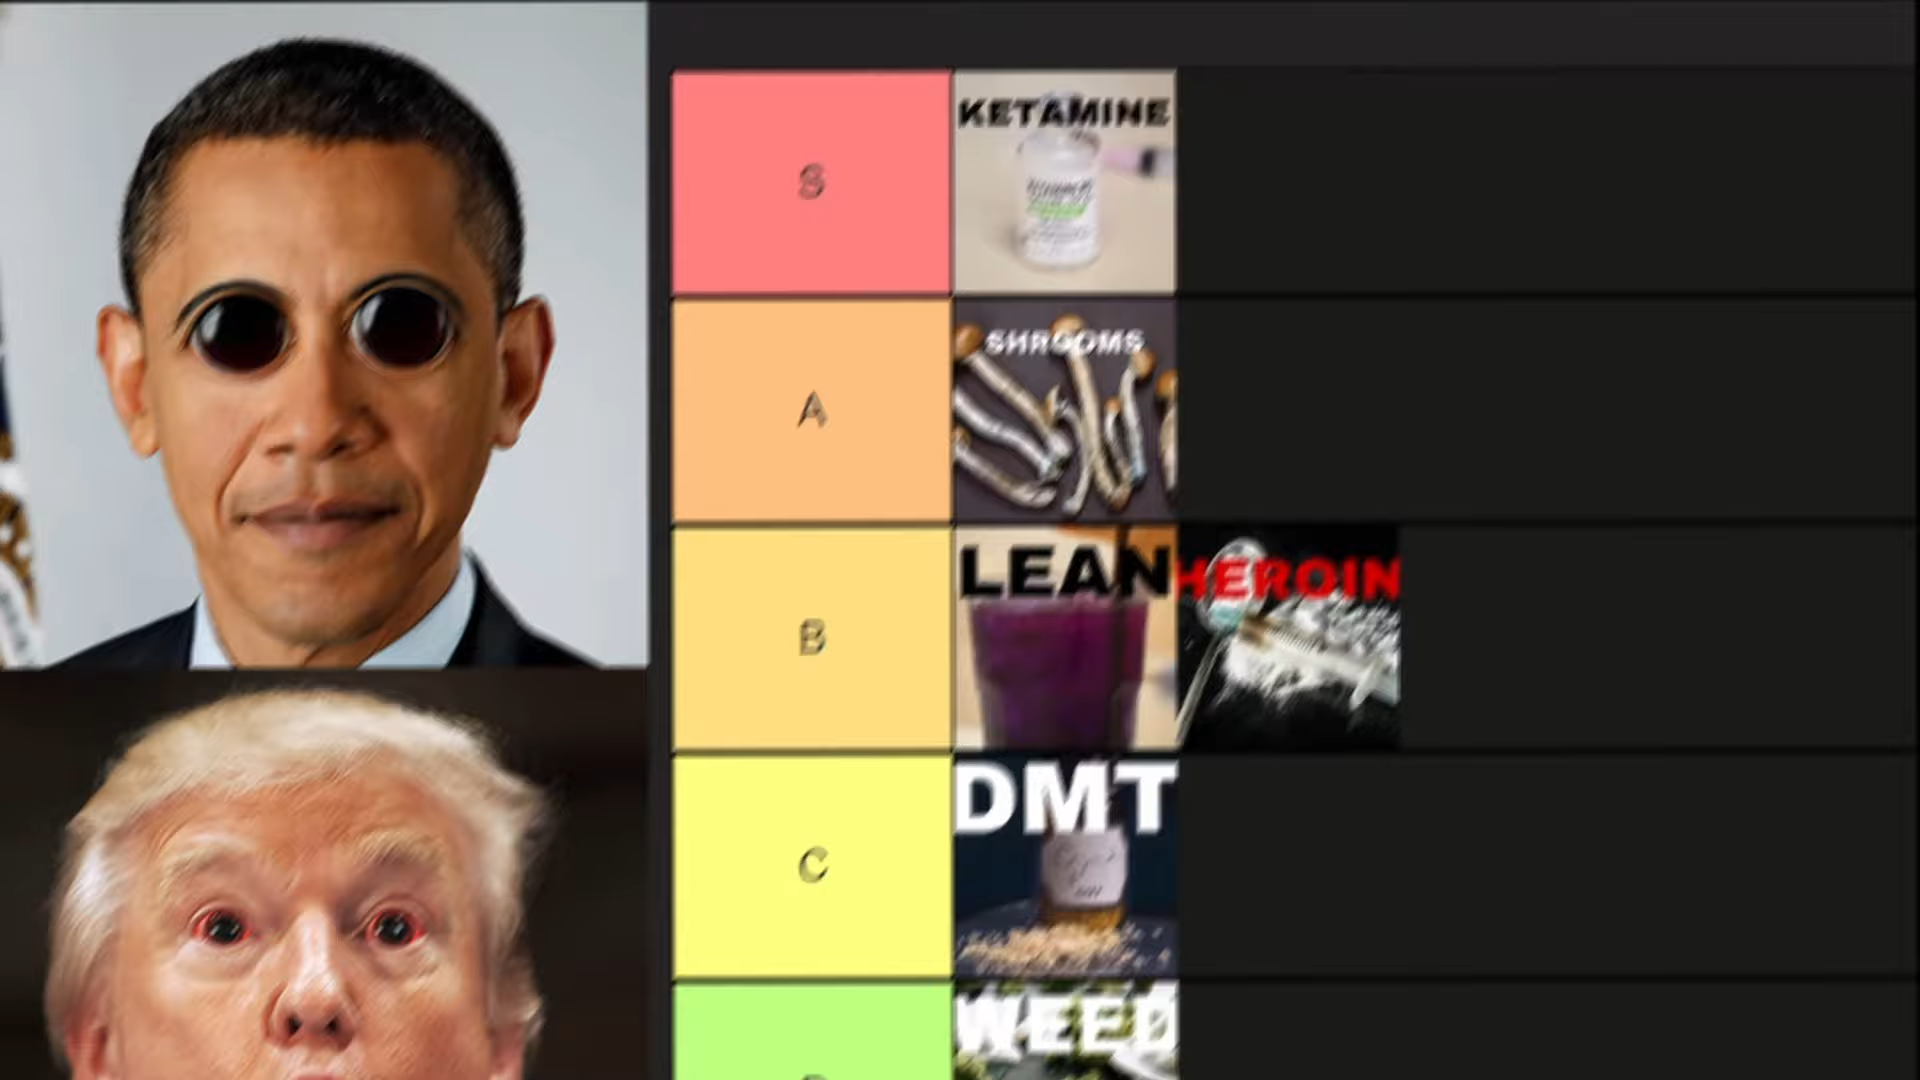 S
KETAMINE
A
SHROOMS
B
LEAN
HEROIN
C
DMT
WEED